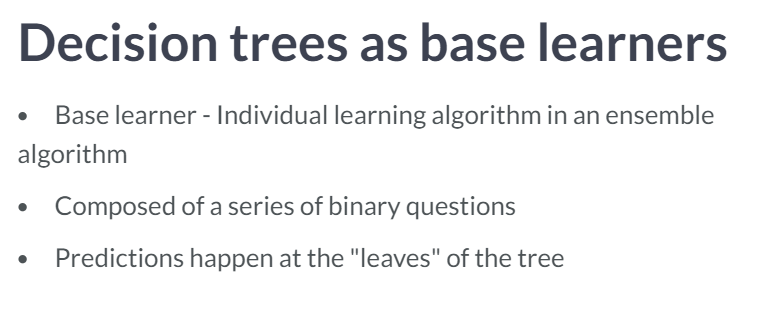 Decision trees as base learners
• Base learner - Individual learning algorithm in an ensemble
algorithm
• Composed of a series of binary questions
• Predictions happen at the "leaves" of the tree